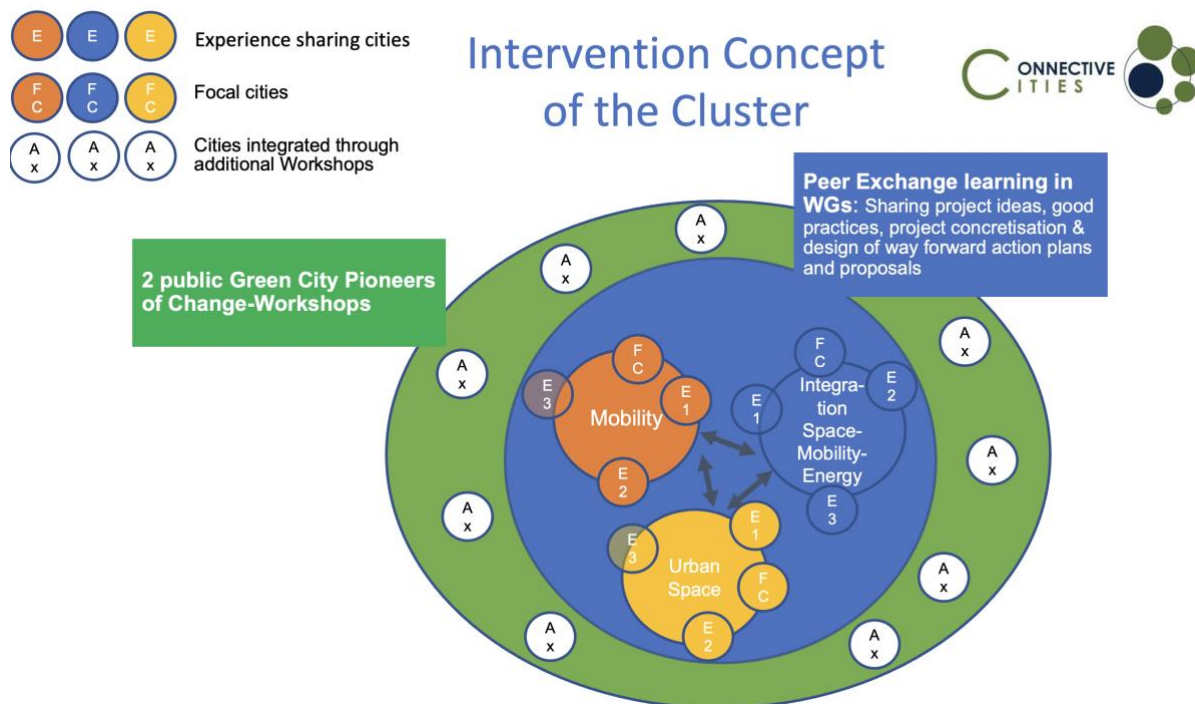 E E E
Experience sharing cities
F F F
C C C
Focal cities
A A A
x x x
Cities integrated through
additional Workshops
Intervention Concept
of the Cluster
CONNECTIVE
CITIES
2 public Green City Pioneers
of Change-Workshops
Peer Exchange learning in
WGs: Sharing project ideas, good
practices, project concretisation &
design of way forward action plans
and proposals
A
x
A
x
A
x
A
x
A
x
A
x
A
x
A
x
A
x
F
C
E
1
E
2
E
3
Mobility
F
C
E
1
E
2
E
3
Integra-
tion
Space-
Mobility-
Energy
E
1
F
C
E
2
E
3
Urban
Space